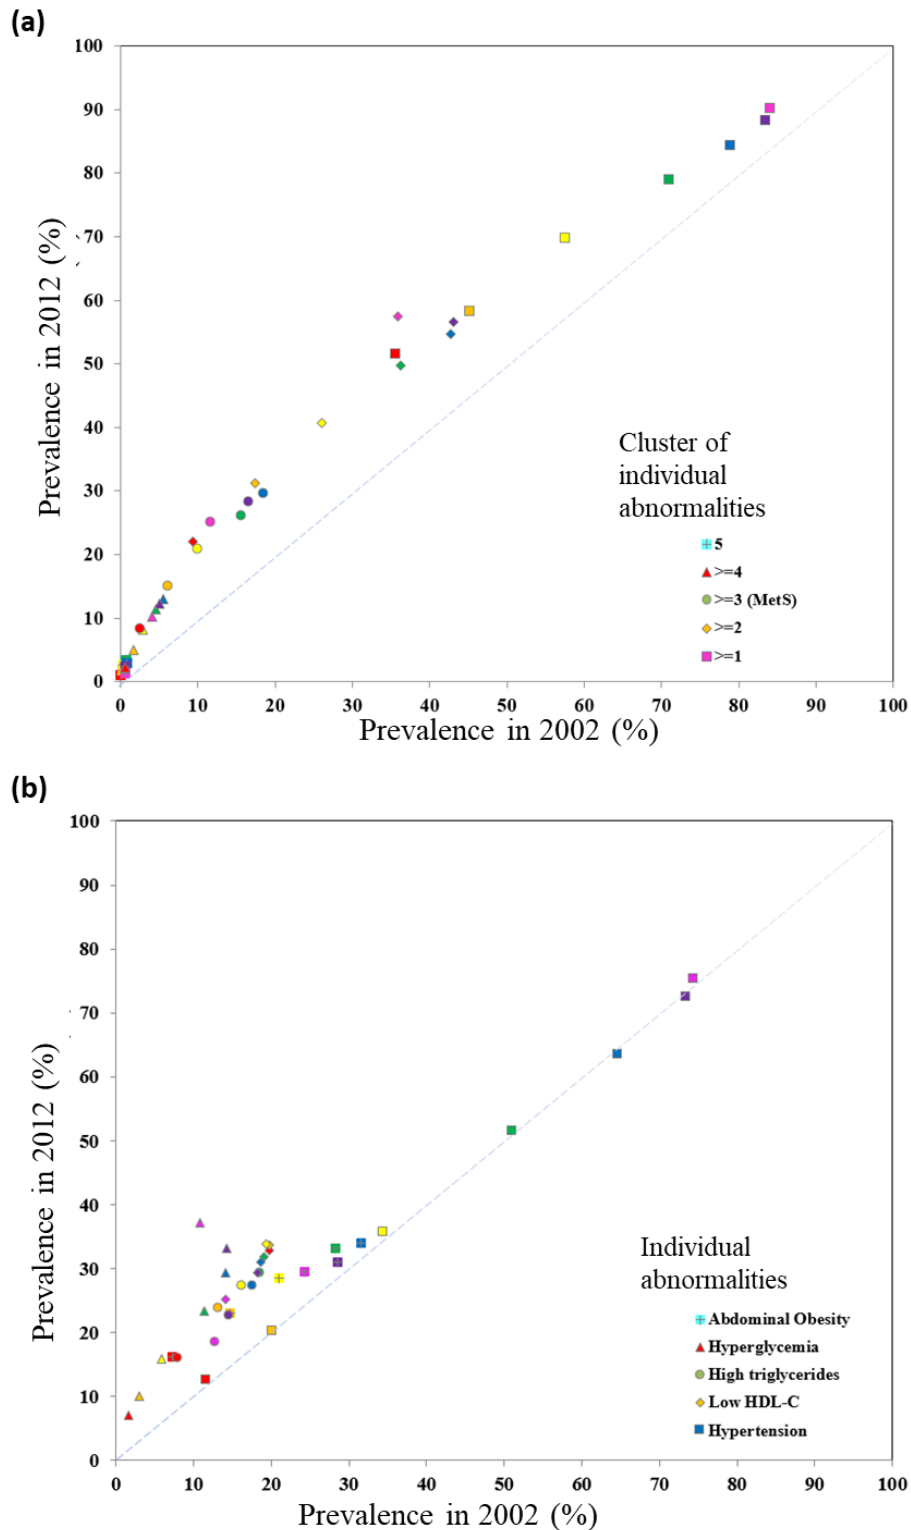 (a)
100
90
80
70
60
50
40
30
20
10
0
Prevalence in 2012 (%)
Cluster of
individual
abnormalities
5
>=4
>=3 (MetS)
>=2
>=1
0 10 20 30 40 50 60 70 80 90 100
Prevalence in 2002 (%)
(b)
100
90
80
70
60
50
40
30
20
10
0
Prevalence in 2012 (%)
Individual
abnormalities
Abdominal Obesity
Hyperglycemia
High triglycerides
Low HDL-C
Hypertension
0 10 20 30 40 50 60 70 80 90 100
Prevalence in 2002 (%)